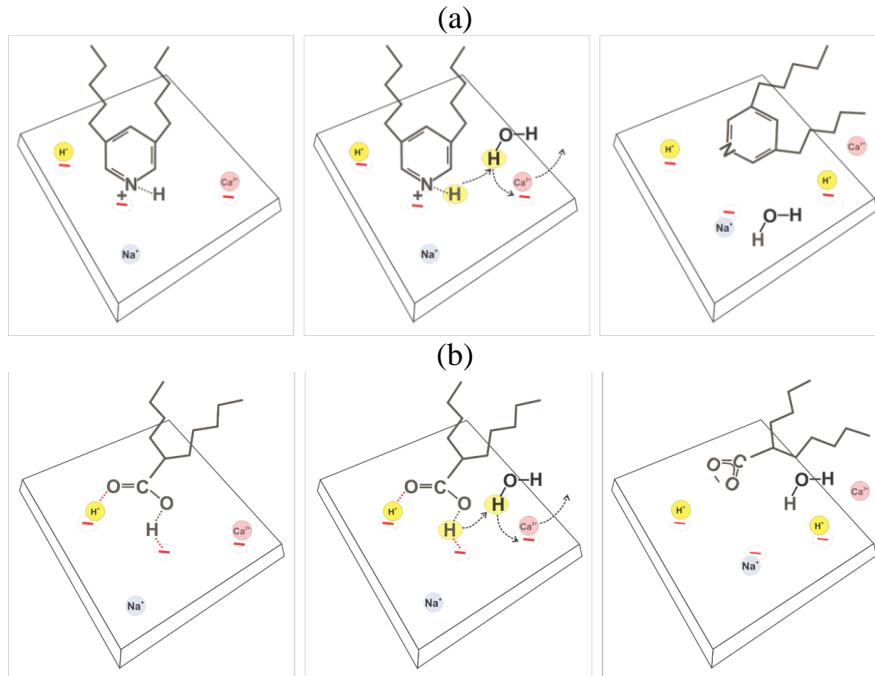 (a)
H⁺
+
N
H
Ca²⁺
Na⁺
H⁺
+
N
H
O
H
H
Ca²⁺
Na⁺
N
H⁺
Ca²⁺
H⁺
Na⁺
O
H
H
(b)
O
C
O
H⁺
H
Ca²⁺
Na⁺
O
C
O
H⁺
H
O
H
H
Ca²⁺
Na⁺
O
C
O
-
O
H
H
Ca²⁺
H⁺
H⁺
Na⁺